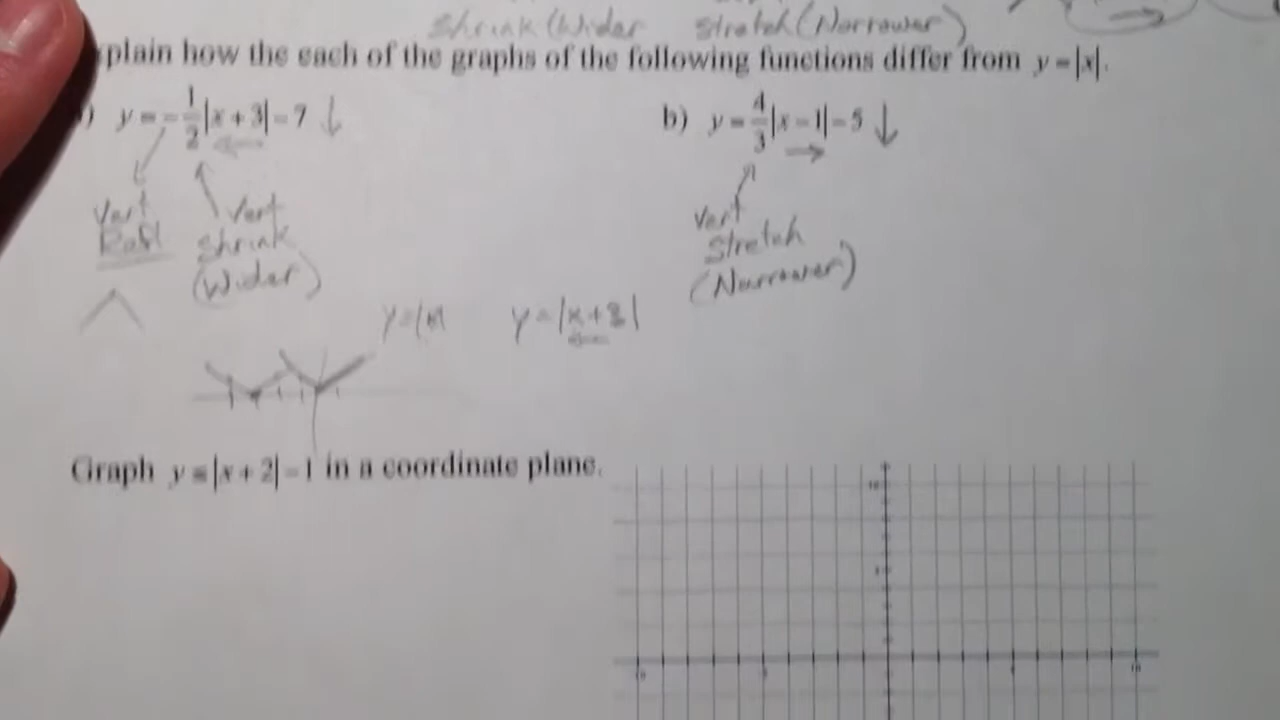 Shrink (Wider Stretch (Narrower)
plain how the each of the graphs of the following functions differ from y = |x|.
) y = -1/2|x + 3| - 7 ↓ b) y = 4/3|x - 1| - 5 ↓
Vert Refl Vert Shrink (Wider) Vert Stretch (Narrower)
y = |x| y = |x + 3|
Graph y = |x + 2| - 1 in a coordinate plane.
10